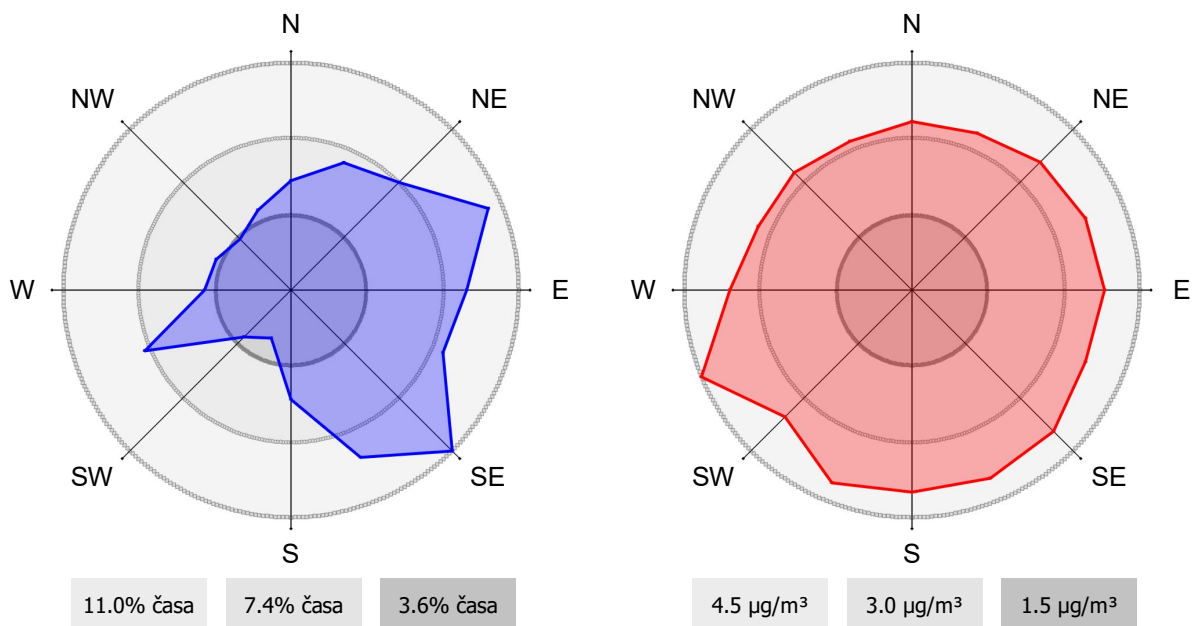 N
NE
E
SE
S
SW
W
NW
11.0% časa
7.4% časa
3.6% časa
N
NE
E
SE
S
SW
W
NW
4.5 µg/m³
3.0 µg/m³
1.5 µg/m³